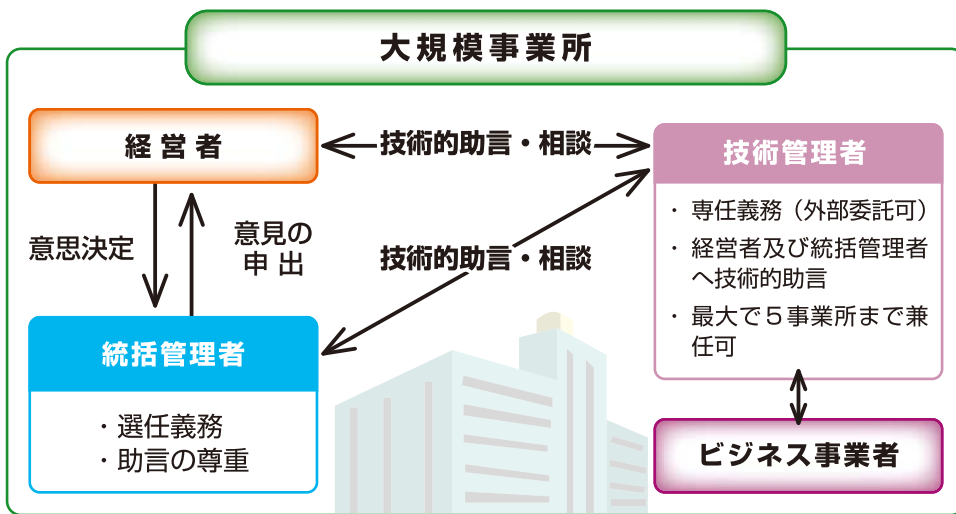 大規模事業所
経営者
技術的助言・相談
技術管理者
・ 専任義務（外部委託可）
・ 経営者及び統括管理者
へ技術的助言
・ 最大で５事業所まで兼
任可
意思決定
意見の
申出
技術的助言・相談
統括管理者
・選任義務
・助言の尊重
ビジネス事業者